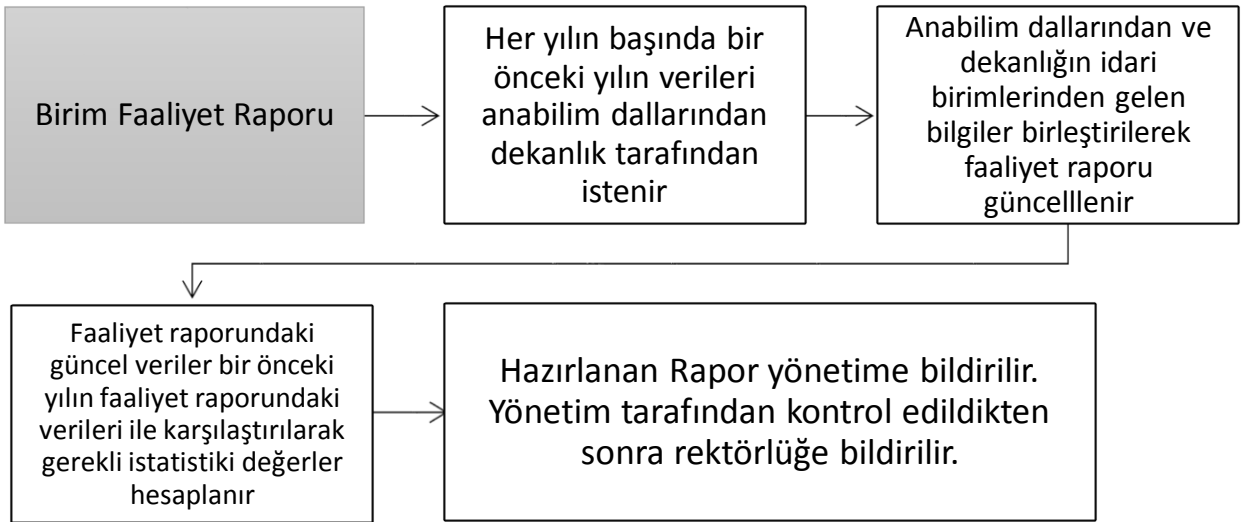 Birim Faaliyet Raporu
Her yılın başında bir
önceki yılın verileri
anabilim dallarından
dekanlık tarafından
istenir
Anabilim dallarından ve
dekanlığın idari
birimlerinden gelen
bilgiler birleştirilerek
faaliyet raporu
güncelllenir
Faaliyet raporundaki
güncel veriler bir önceki
yılın faaliyet raporundaki
verileri ile karşılaştırılarak
gerekli istatistiki değerler
hesaplanır
Hazırlanan Rapor yönetime bildirilir.
Yönetim tarafından kontrol edildikten
sonra rektörlüğe bildirilir.